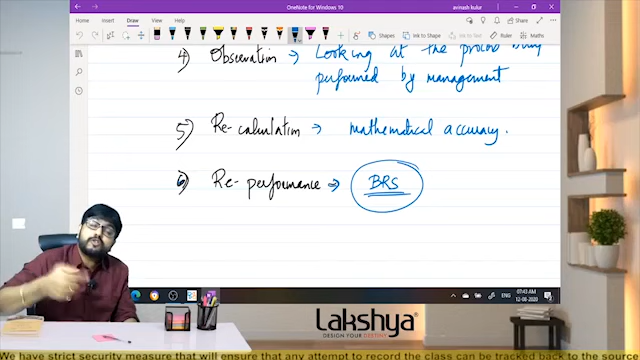 OneNote for Windows 10
avinash kulur
Home Insert Draw View Help
Share
Shapes Ink to Shape Ink to Text Ruler Maths
4) Observation → Looking at the process being
performed by management
5) Re-calculation → mathematical accuracy.
6) Re-performance → BRS
ENG
07:43 AM
12-08-2020
Lakshya
DESIGN YOUR DESTINY
We have strict security measure that will ensure that any attempt to record the class can be tracked back to the source